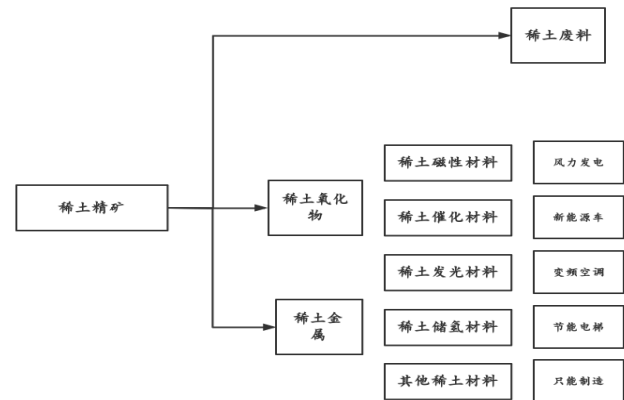 稀土废料
稀土磁性材料
风力发电
稀土精矿
稀土氧化
物
稀土催化材料
新能源车
稀土发光材料
变频空调
稀土金
属
稀土储氢材料
节能电梯
其他稀土材料
只能制造